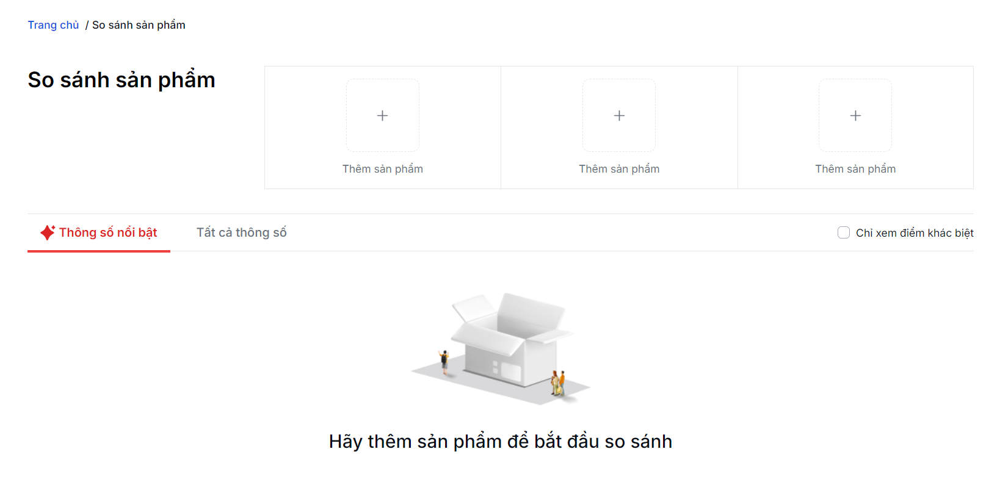 Trang chủ / So sánh sản phẩm
So sánh sản phẩm
Thêm sản phẩm
Thêm sản phẩm
Thêm sản phẩm
Thông số nổi bật
Tất cả thông số
Chỉ xem điểm khác biệt
Hãy thêm sản phẩm để bắt đầu so sánh